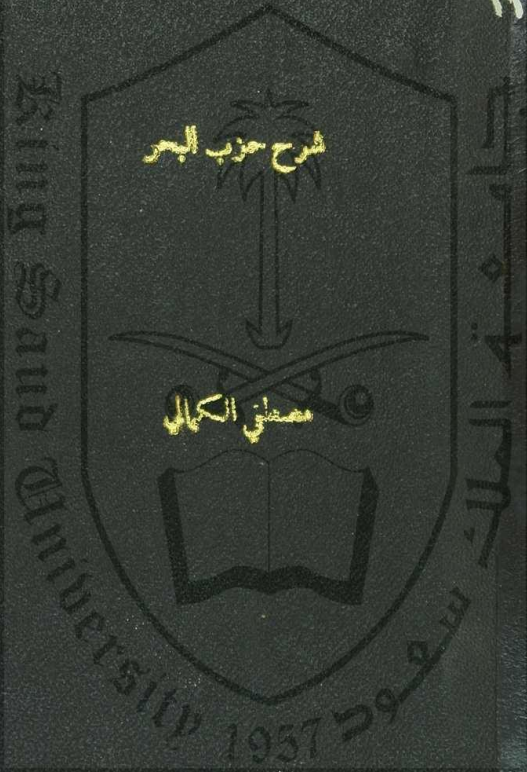 شرح حزب البحر
مصطفى الكمالي
King Saud University 1957
جامعة الملك سعود